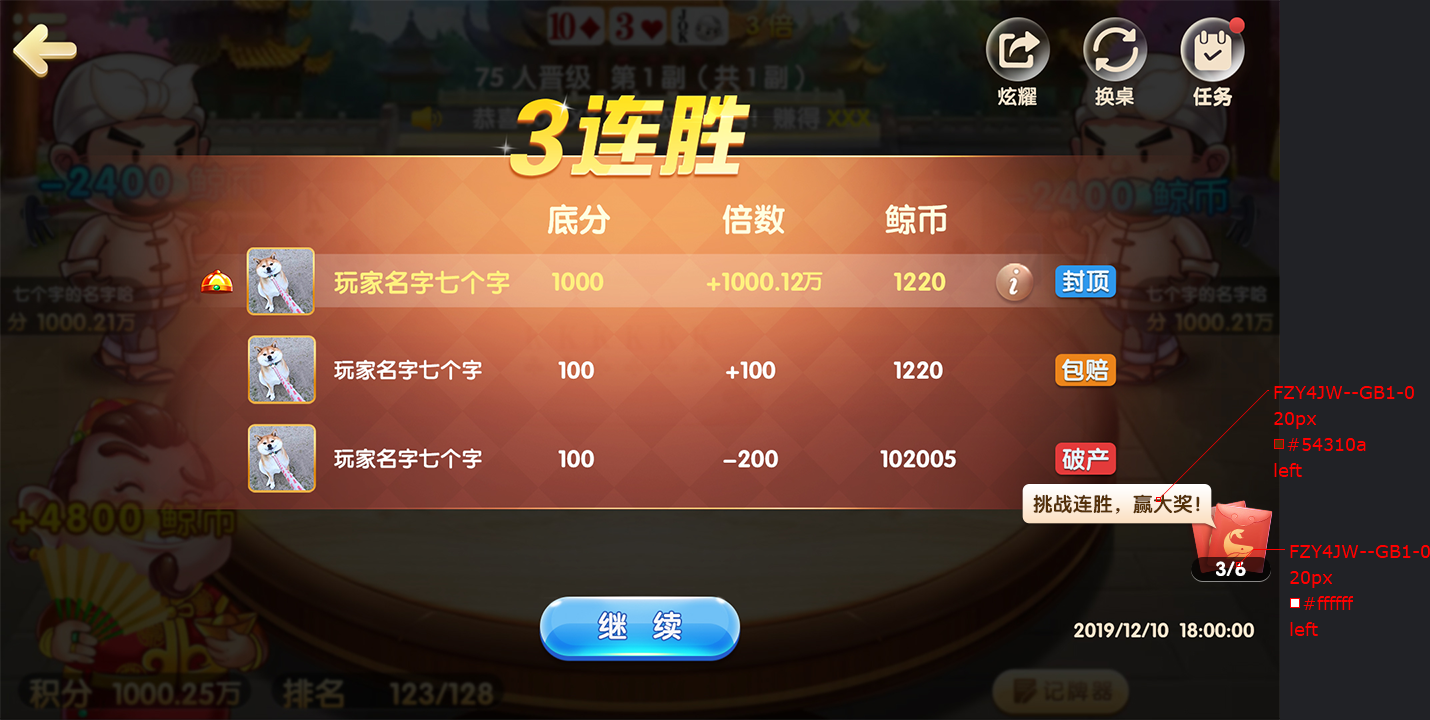 10 3 JOKER 3倍
75 人晋级 第1副（共1副）
恭 赚得 XXX
炫耀 换桌 任务
3连胜
-2400 鲸币
-2400 鲸币
底分 倍数 鲸币
玩家名字七个字 1000 +1000.12万 1220 i 封顶
七个字的名字哈
分 1000.21万
七个字的名字哈
分 1000.21万
玩家名字七个字 100 +100 1220 包赔
FZY4JW--GB1-0
20px
#54310a
left
玩家名字七个字 100 -200 102005 破产
挑战连胜，赢大奖！
+4800 鲸币
3/6
FZY4JW--GB1-0
20px
#ffffff
left
继续
2019/12/10 18:00:00
积分 1000.25万 排名 123/128
记牌器